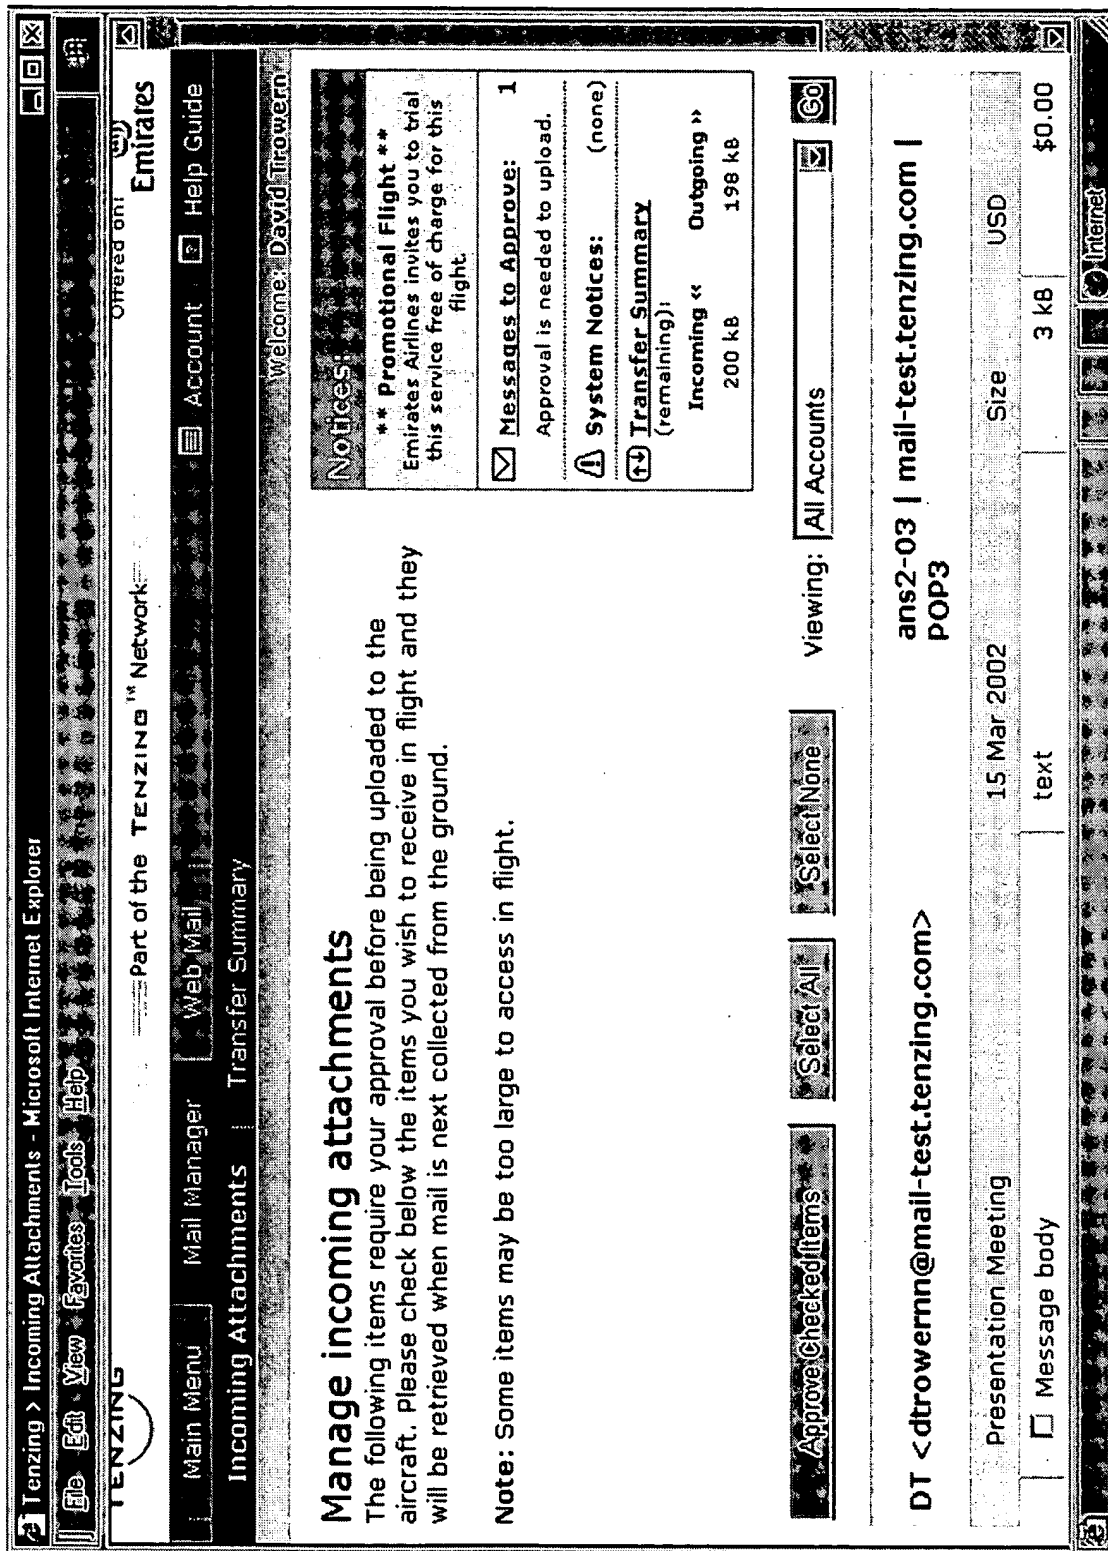 Tenzing > Incoming Attachments - Microsoft Internet Explorer
File Edit View Favorites Tools Help
TENZING
Part of the TENZING™ Network
Offered on:
Emirates
Main Menu
Mail Manager
Web Mail
Account
Help Guide
Incoming Attachments | Transfer Summary
Welcome: David Trowern
Manage incoming attachments
The following items require your approval before being uploaded to the
aircraft. Please check below the items you wish to receive in flight and they
will be retrieved when mail is next collected from the ground.
Note: Some items may be too large to access in flight.
Notices:
** Promotional Flight **
Emirates Airlines invites you to trial
this service free of charge for this
flight.
Messages to Approve: 1
Approval is needed to upload.
System Notices: (none)
Transfer Summary
(remaining):
Incoming << Outgoing >>
200 kB 198 kB
Approve Checked Items
Select All
Select None
Viewing: All Accounts
Go
DT <dtrowernn@mail-test.tenzing.com>
ans2-03 | mail-test.tenzing.com |
POP3
Presentation Meeting 15 Mar 2002 Size USD
Message body text 3 kB $0.00
Internet